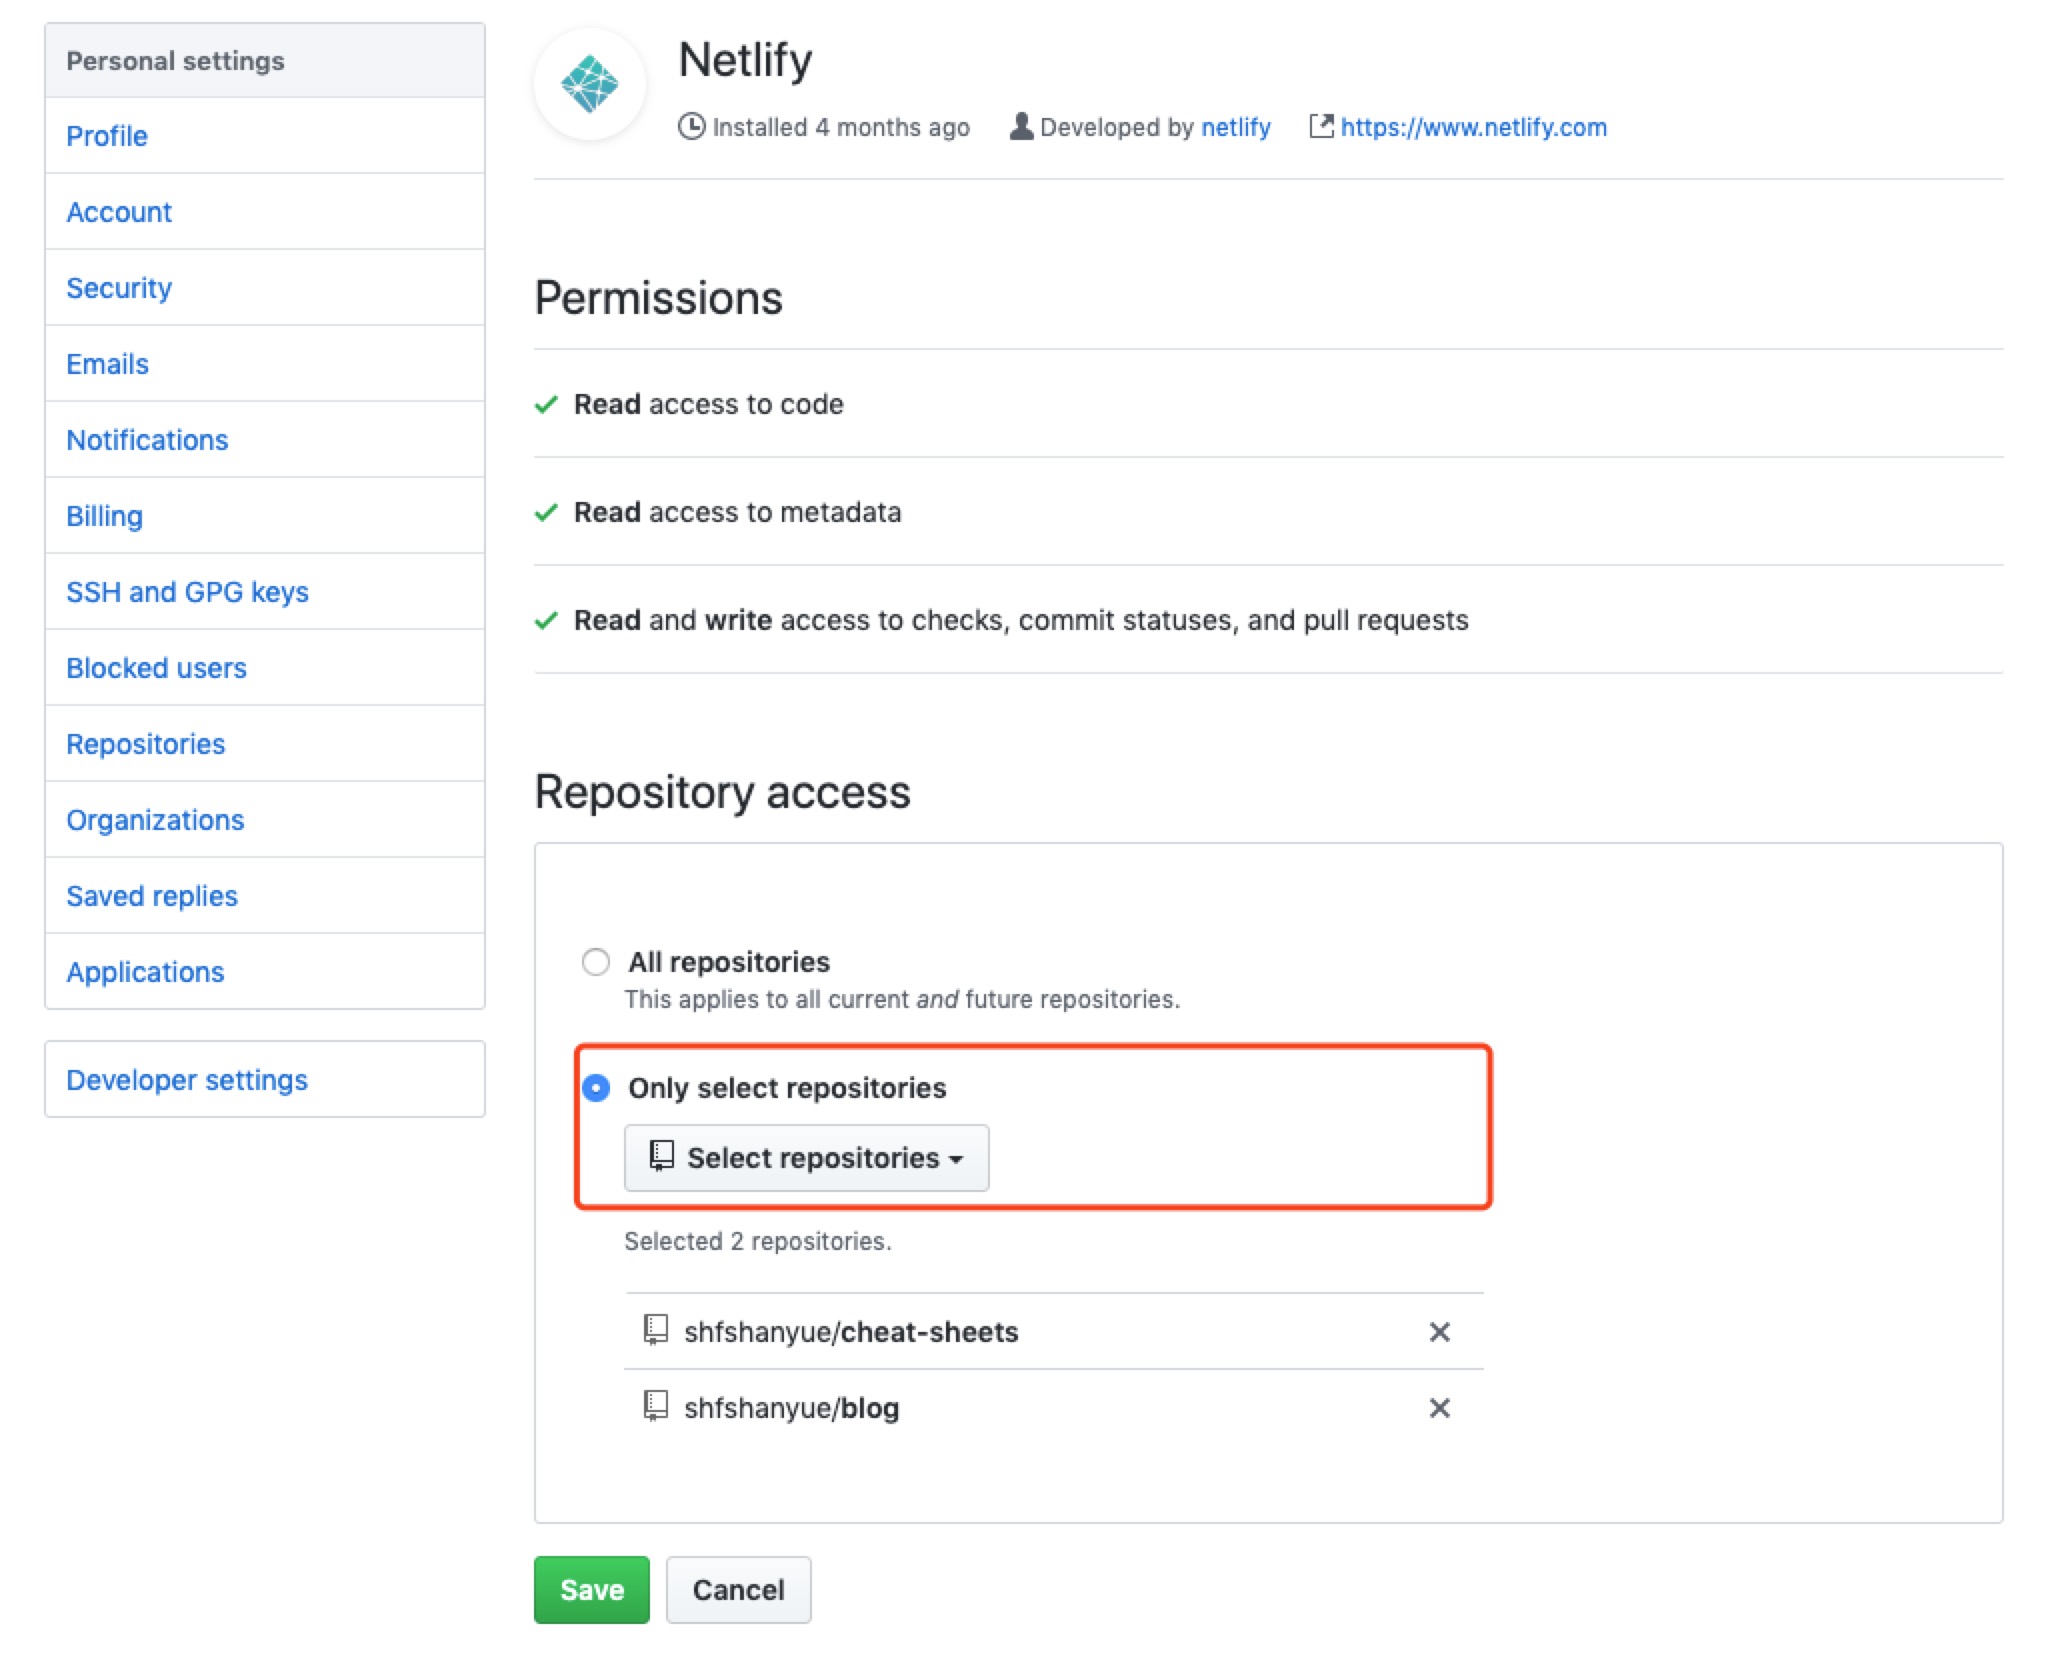 Personal settings
Profile
Account
Security
Emails
Notifications
Billing
SSH and GPG keys
Blocked users
Repositories
Organizations
Saved replies
Applications
Developer settings
Netlify
Installed 4 months ago Developed by netlify https://www.netlify.com
Permissions
Read access to code
Read access to metadata
Read and write access to checks, commit statuses, and pull requests
Repository access
All repositories
This applies to all current and future repositories.
Only select repositories
Select repositories
Selected 2 repositories.
shfshanyue/cheat-sheets
shfshanyue/blog
Save Cancel